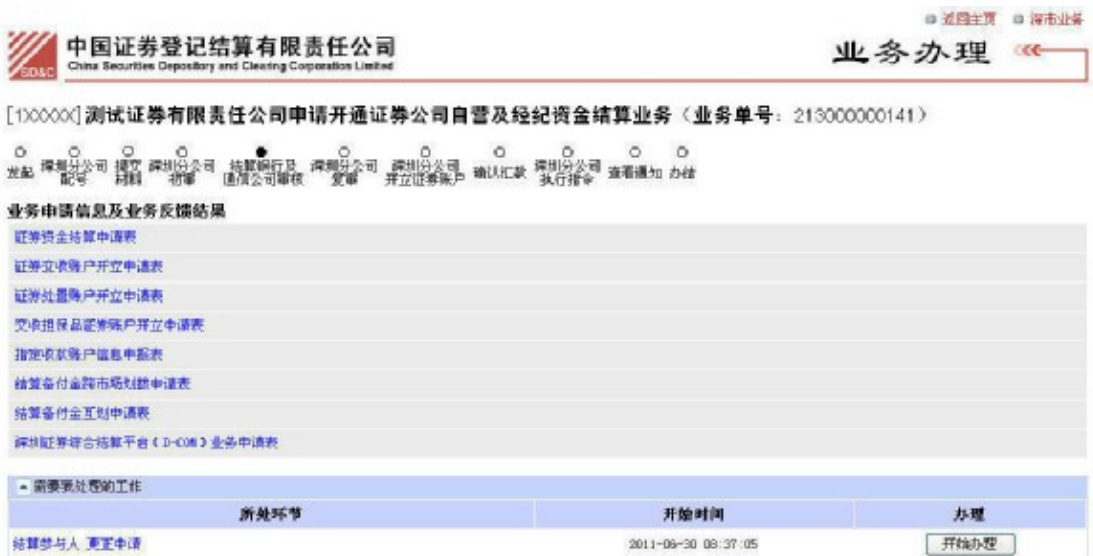 返回主页 深市业务
中国证券登记结算有限责任公司
China Securities Depository and Clearing Corporation Limited
SD&C
业务办理
[1XXXXX]测试证券有限责任公司申请开通证券公司自营及经纪资金结算业务（业务单号：213000000141）
发起 深圳分公司配号 提交材料 深圳分公司初审 结算银行及通信公司审核 深圳分公司复审 深圳分公司开立证券账户 确认汇款 深圳分公司执行指令 查看通知 办结
业务申请信息及业务反馈结果
证券资金结算申请表
证券交收账户开立申请表
证券处置账户开立申请表
交收担保品证券账户开立申请表
指定收款账户信息申报表
结算备付金跨市场划拨申请表
结算备付金互划申请表
深圳证券综合结算平台（D-COM）业务申请表
需要我处理的工作
所处环节 开始时间 办理
结算参与人_更正申请 2011-06-30 08:37:05 开始办理